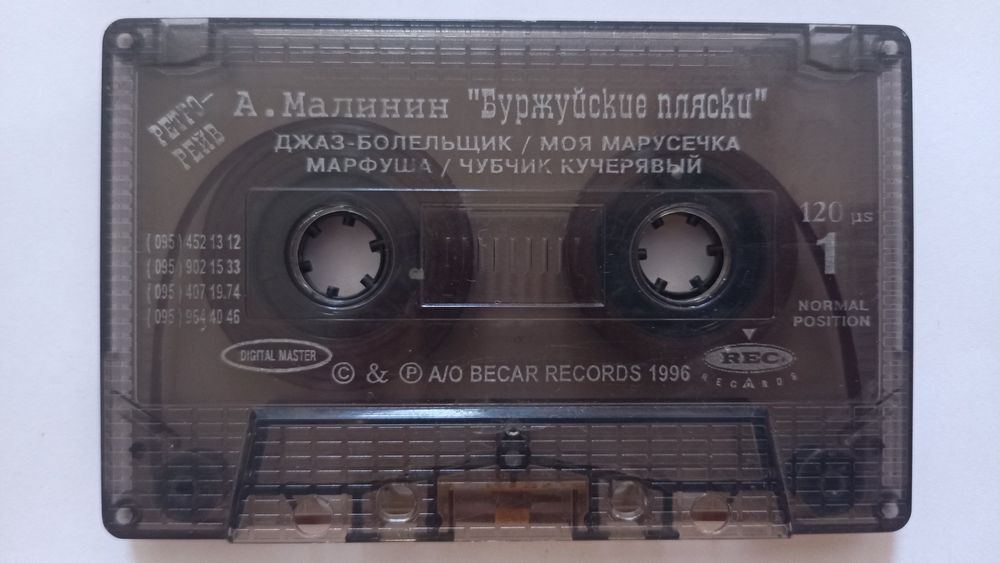 РЕТРО-
РЕЙВ
А.Малинин "Буржуйские пляски"
ДЖАЗ-БОЛЕЛЬЩИК / МОЯ МАРУСЕЧКА
МАРФУША / ЧУБЧИК КУЧЕРЯВЫЙ
120 µs
1
(095) 452 13 12
(095) 902 15 33
(095) 407 19.74
(095) 964 40 46
NORMAL
POSITION
DIGITAL MASTER
REC
RECARDS
© & ℗ A/O BECAR RECORDS 1996